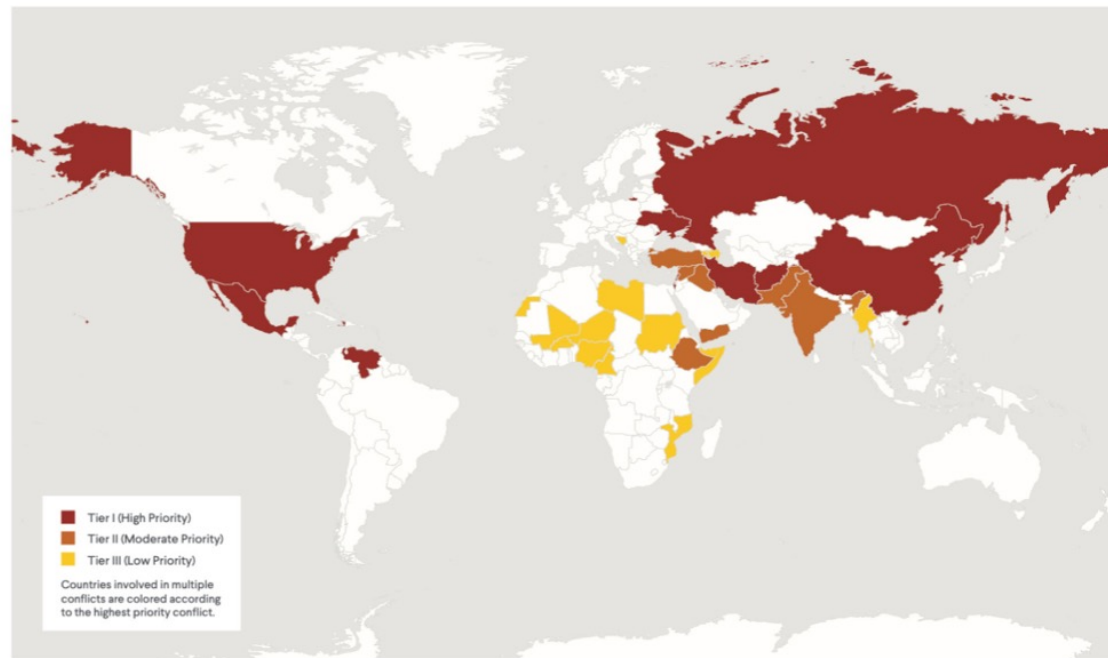 Tier I (High Priority)
Tier II (Moderate Priority)
Tier III (Low Priority)
Countries involved in multiple
conflicts are colored according
to the highest priority conflict.